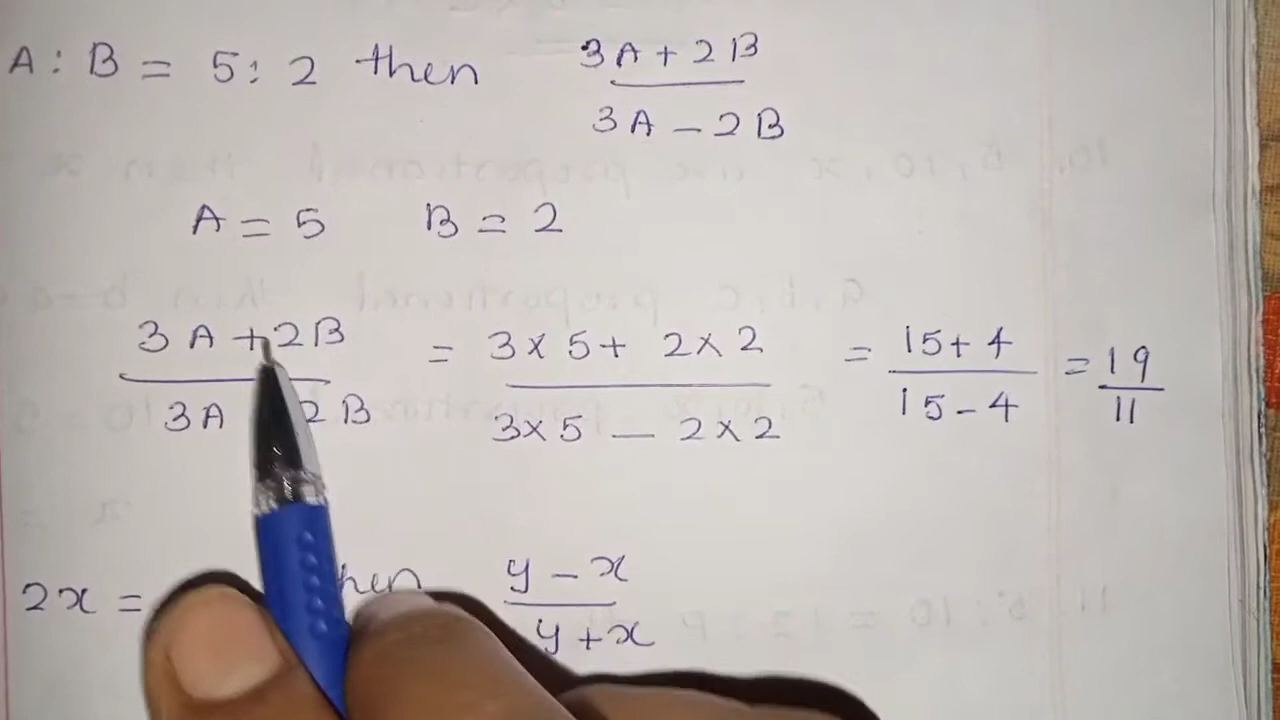 A : B = 5 : 2 then 3A + 2B / 3A - 2B
A = 5 B = 2
3A + 2B / 3A 2B = 3 × 5 + 2 × 2 / 3 × 5 - 2 × 2 = 15 + 4 / 15 - 4 = 19 / 11
2x = y - x / y + x